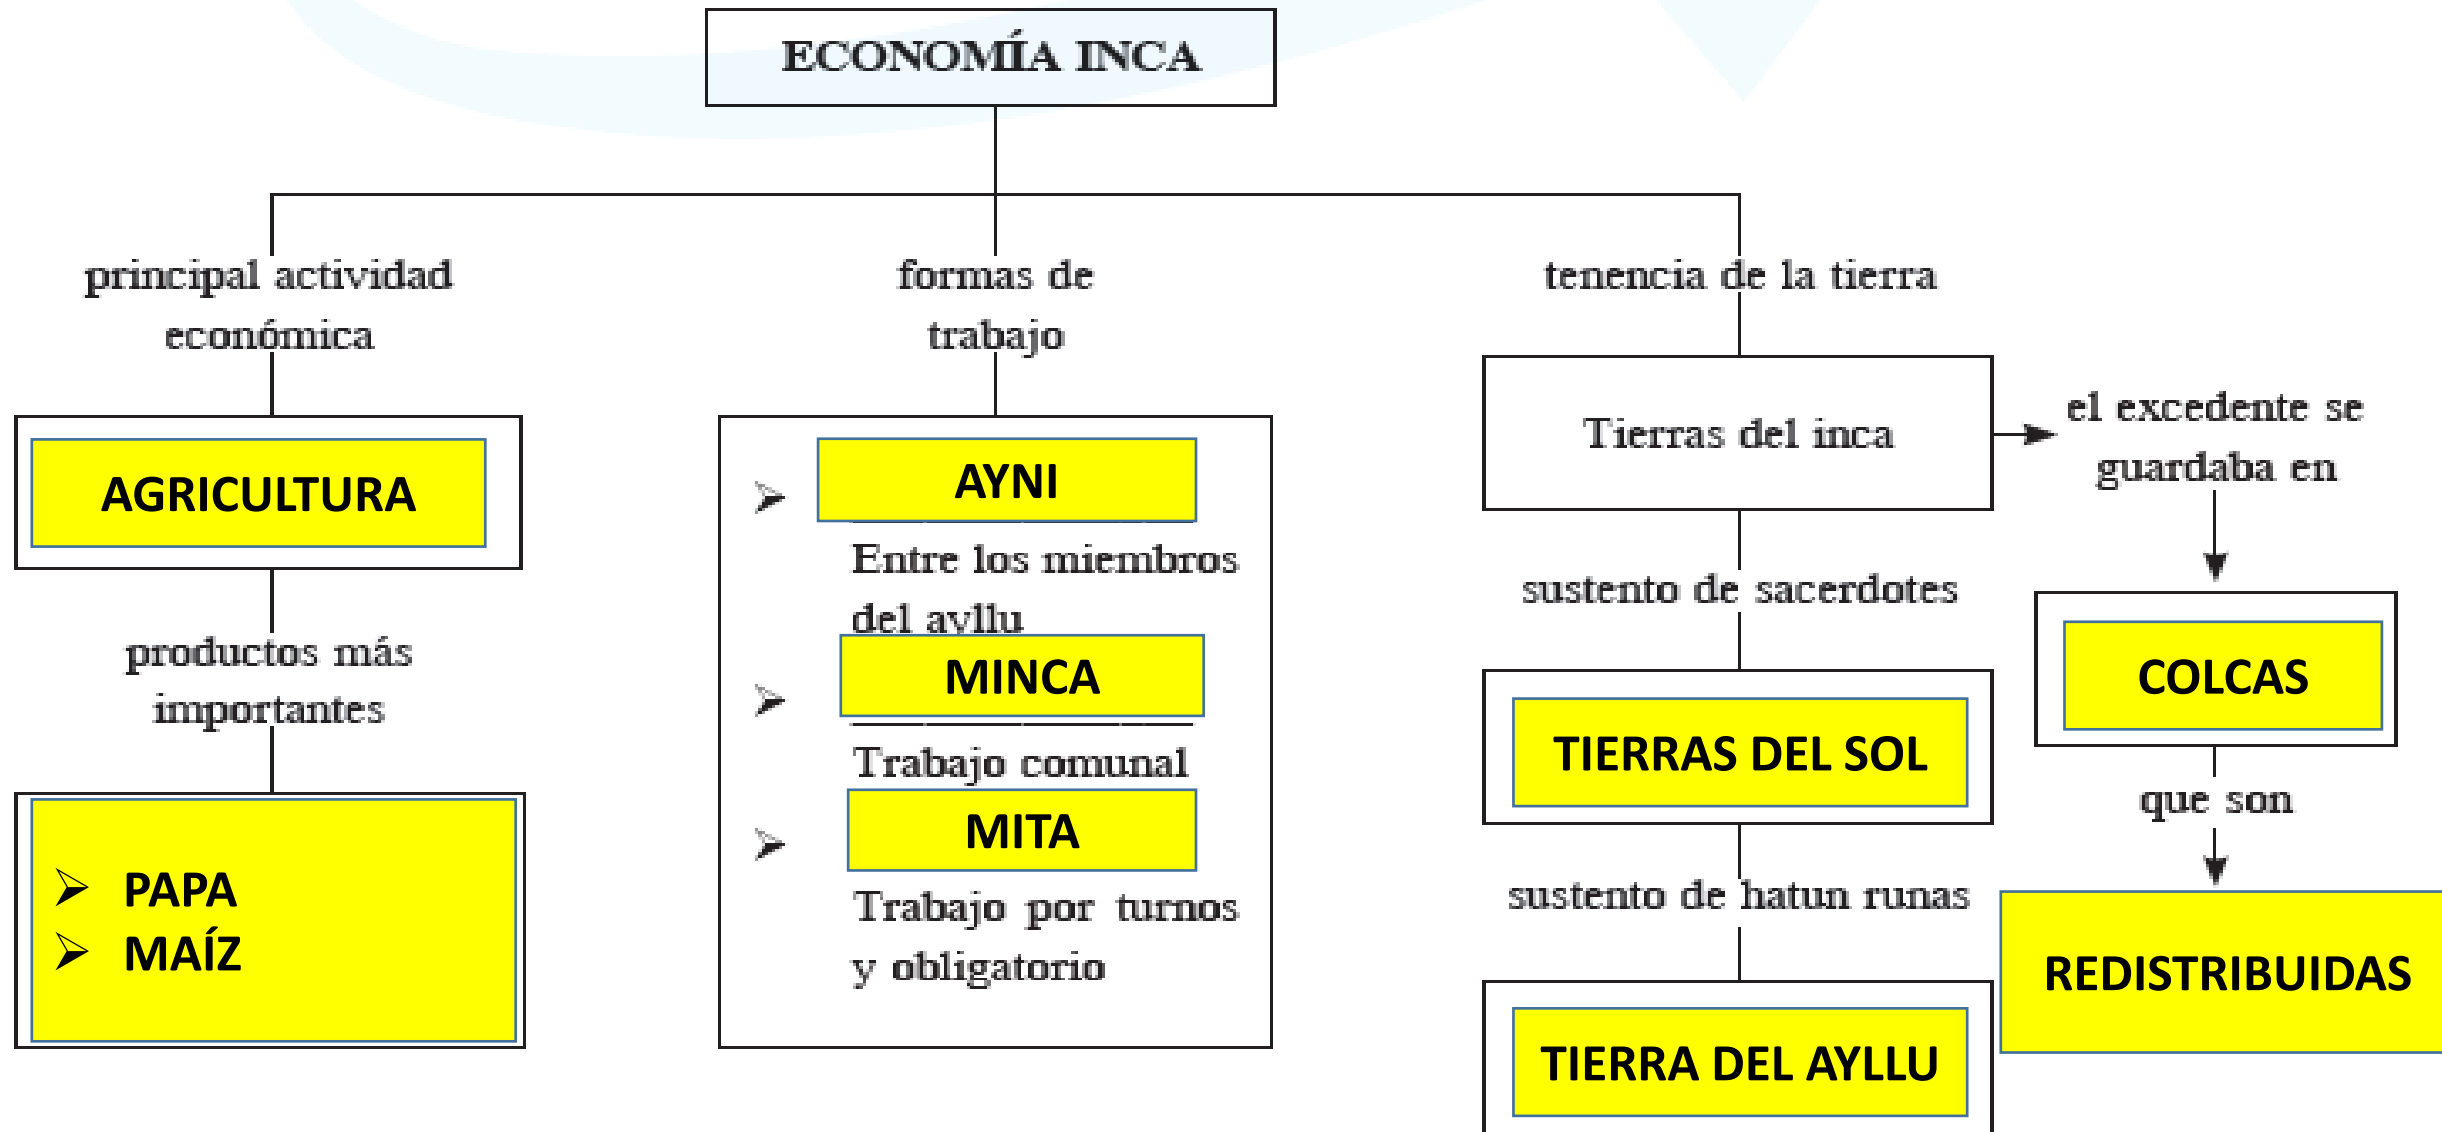 ECONOMÍA INCA
principal actividad
económica
AGRICULTURA
productos más
importantes
PAPA
MAÍZ
formas de
trabajo
AYNI
Entre los miembros
del ayllu
MINCA
Trabajo comunal
MITA
Trabajo por turnos
y obligatorio
tenencia de la tierra
Tierras del inca
sustento de sacerdotes
TIERRAS DEL SOL
sustento de hatun runas
TIERRA DEL AYLLU
el excedente se
guardaba en
COLCAS
que son
REDISTRIBUIDAS